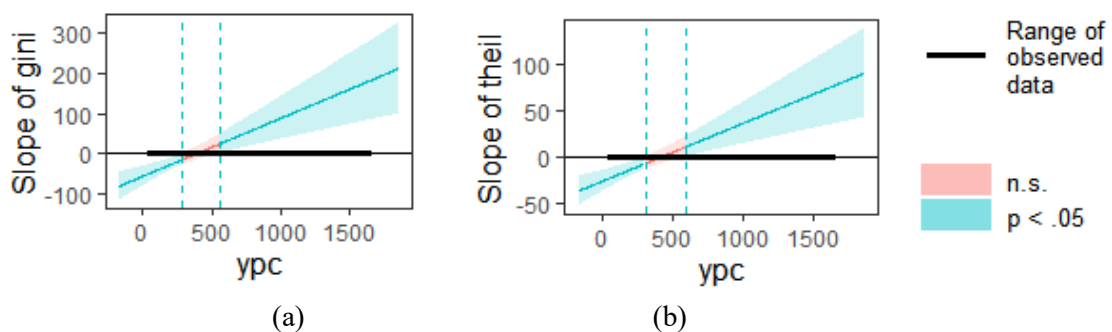 Slope of gini
300
200
100
0
-100
0 500 1000 1500
ypc
(a)
Slope of theil
100
50
0
-50
0 500 1000 1500
ypc
(b)
Range of
observed
data
n.s.
p < .05